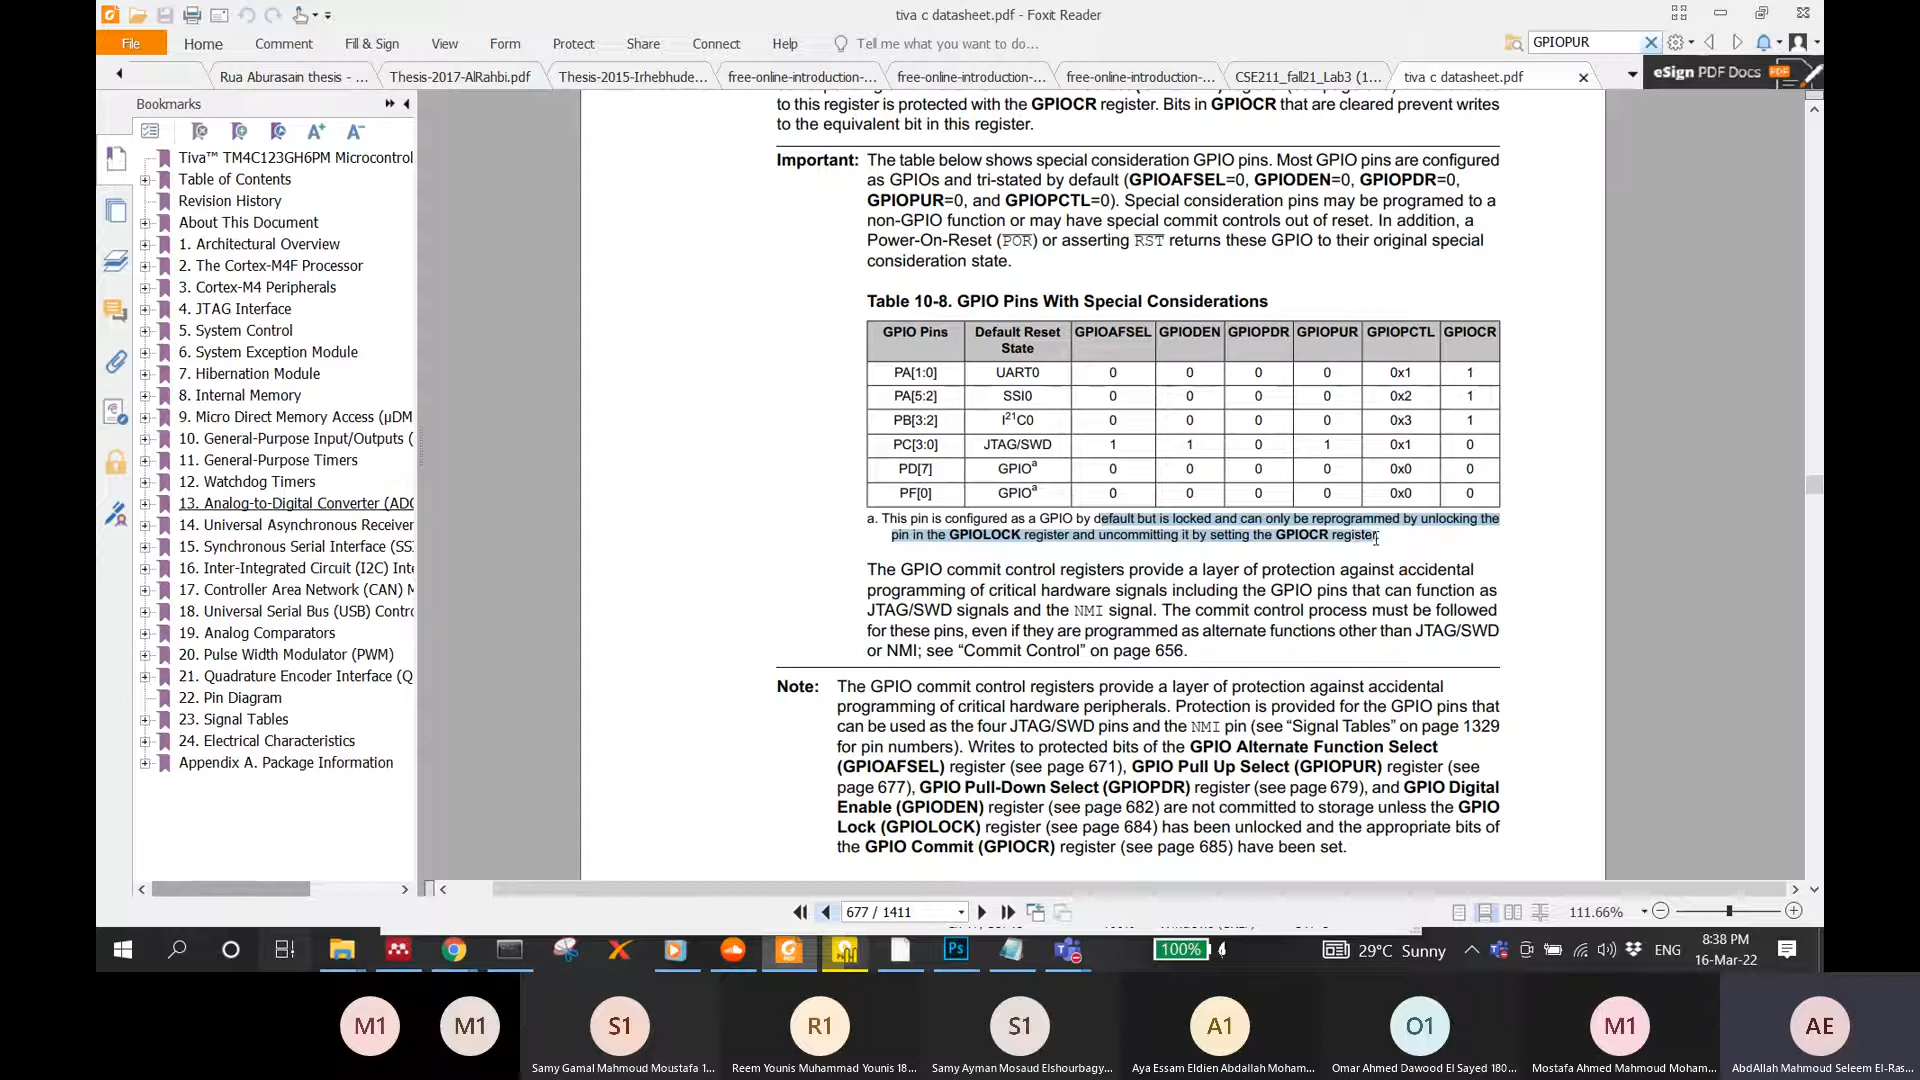 tiva c datasheet.pdf - Foxit Reader
File
Home
Comment
Fill & Sign
View
Form
Protect
Share
Connect
Help
Tell me what you want to do...
GPIOPUR
Rua Aburasain thesis - ...
Thesis-2017-AlRahbi.pdf
Thesis-2015-Irhebhude...
free-online-introduction-...
free-online-introduction-...
free-online-introduction-...
CSE211_fall21_Lab3 (1...
tiva c datasheet.pdf
eSign PDF Docs
Bookmarks
Tiva™ TM4C123GH6PM Microcontrol
Table of Contents
Revision History
About This Document
1. Architectural Overview
2. The Cortex-M4F Processor
3. Cortex-M4 Peripherals
4. JTAG Interface
5. System Control
6. System Exception Module
7. Hibernation Module
8. Internal Memory
9. Micro Direct Memory Access (µDM
10. General-Purpose Input/Outputs (
11. General-Purpose Timers
12. Watchdog Timers
13. Analog-to-Digital Converter (ADC
14. Universal Asynchronous Receiver
15. Synchronous Serial Interface (SS
16. Inter-Integrated Circuit (I2C) Inte
17. Controller Area Network (CAN) M
18. Universal Serial Bus (USB) Contro
19. Analog Comparators
20. Pulse Width Modulator (PWM)
21. Quadrature Encoder Interface (Q
22. Pin Diagram
23. Signal Tables
24. Electrical Characteristics
Appendix A. Package Information
to this register is protected with the GPIOCR register. Bits in GPIOCR that are cleared prevent writes
to the equivalent bit in this register.
Important: The table below shows special consideration GPIO pins. Most GPIO pins are configured
as GPIOs and tri-stated by default (GPIOAFSEL=0, GPIODEN=0, GPIOPDR=0,
GPIOPUR=0, and GPIOPCTL=0). Special consideration pins may be programed to a
non-GPIO function or may have special commit controls out of reset. In addition, a
Power-On-Reset (POR) or asserting RST returns these GPIO to their original special
consideration state.
Table 10-8. GPIO Pins With Special Considerations
GPIO Pins Default Reset State GPIOAFSEL GPIODEN GPIOPDR GPIOPUR GPIOPCTL GPIOCR
PA[1:0] UART0 0 0 0 0 0x1 1
PA[5:2] SSI0 0 0 0 0 0x2 1
PB[3:2] I21C0 0 0 0 0 0x3 1
PC[3:0] JTAG/SWD 1 1 0 1 0x1 0
PD[7] GPIOa 0 0 0 0 0x0 0
PF[0] GPIOa 0 0 0 0 0x0 0
a. This pin is configured as a GPIO by default but is locked and can only be reprogrammed by unlocking the
pin in the GPIOLOCK register and uncommitting it by setting the GPIOCR register.
The GPIO commit control registers provide a layer of protection against accidental
programming of critical hardware signals including the GPIO pins that can function as
JTAG/SWD signals and the NMI signal. The commit control process must be followed
for these pins, even if they are programmed as alternate functions other than JTAG/SWD
or NMI; see “Commit Control” on page 656.
Note: The GPIO commit control registers provide a layer of protection against accidental
programming of critical hardware peripherals. Protection is provided for the GPIO pins that
can be used as the four JTAG/SWD pins and the NMI pin (see “Signal Tables” on page 1329
for pin numbers). Writes to protected bits of the GPIO Alternate Function Select
(GPIOAFSEL) register (see page 671), GPIO Pull Up Select (GPIOPUR) register (see
page 677), GPIO Pull-Down Select (GPIOPDR) register (see page 679), and GPIO Digital
Enable (GPIODEN) register (see page 682) are not committed to storage unless the GPIO
Lock (GPIOLOCK) register (see page 684) has been unlocked and the appropriate bits of
the GPIO Commit (GPIOCR) register (see page 685) have been set.
677 / 1411
111.66%
100%
29°C Sunny
ENG
8:38 PM
16-Mar-22
M1
M1
S1
R1
S1
A1
O1
M1
AE
Samy Gamal Mahmoud Moustafa 1...
Reem Younis Muhammad Younis 18...
Samy Ayman Mosaud Elshourbagy...
Aya Essam Eldien Abdallah Moham...
Omar Ahmed Dawood El Sayed 180...
Mostafa Ahmed Mahmoud Moham...
AbdAllah Mahmoud Seleem El-Ras...